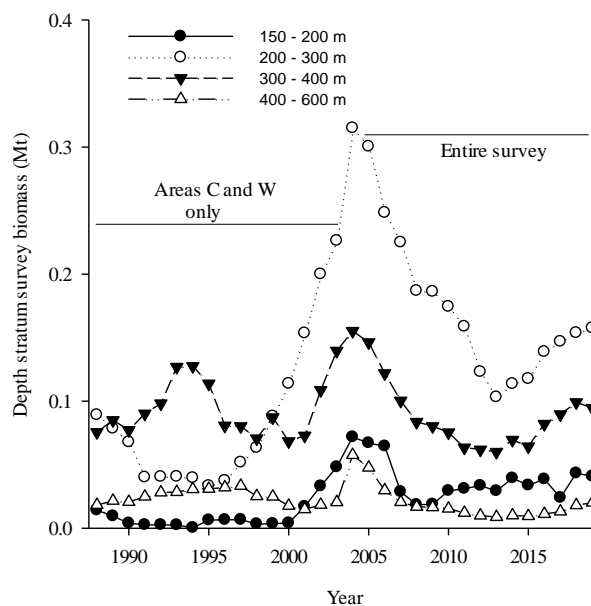 0.4
150 - 200 m
200 - 300 m
300 - 400 m
400 - 600 m
0.3
Entire survey
Areas C and W
only
0.2
0.1
0.0
Depth stratum survey biomass (Mt)
1990 1995 2000 2005 2010 2015
Year